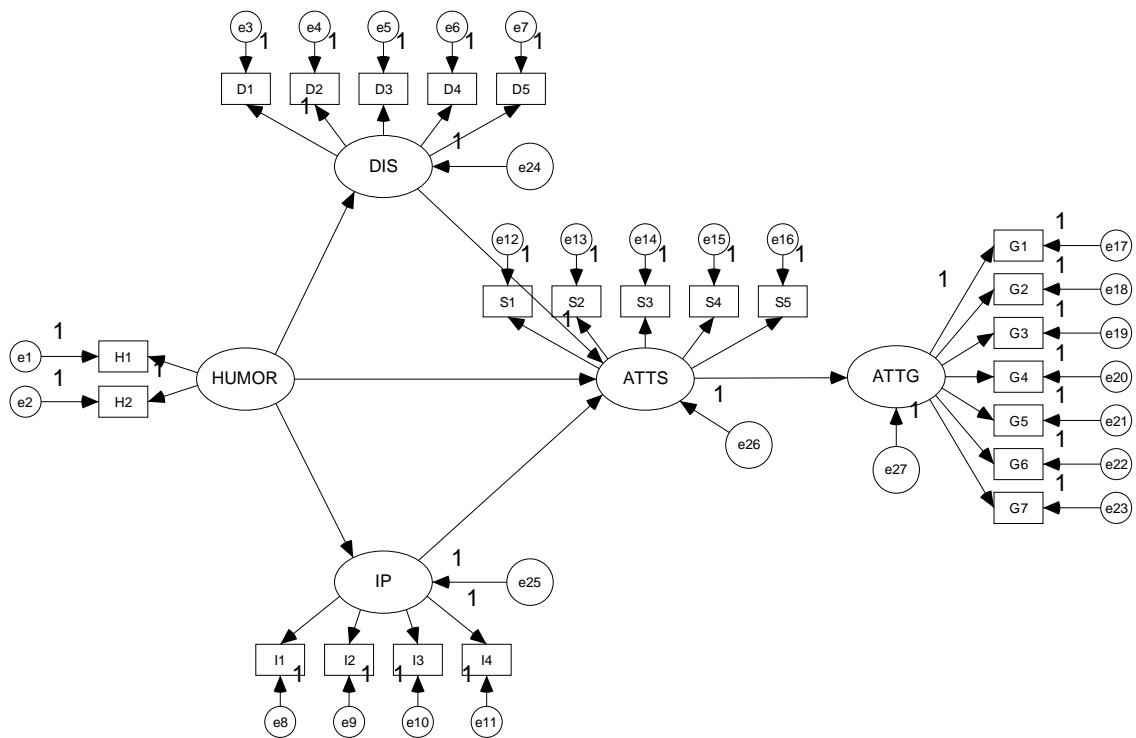 e3 e4 e5 e6 e7
1 1 1 1 1
D1 D2 D3 D4 D5
1
1
DIS
e24
e12 e13 e14 e15 e16
1 1 1 1 1
S1 S2 S3 S4 S5
1
1
G1
e17
1
1
G2
e18
1
G3
e19
1
G4
e20
1
G5
e21
1
G6
e22
1
G7
e23
1
e1
H1
1
1
e2
H2
HUMOR
ATTS
ATTG
1
1
e26
e27
1
IP
e25
1
I1 I2 I3 I4
1 1 1 1
e8 e9 e10 e11